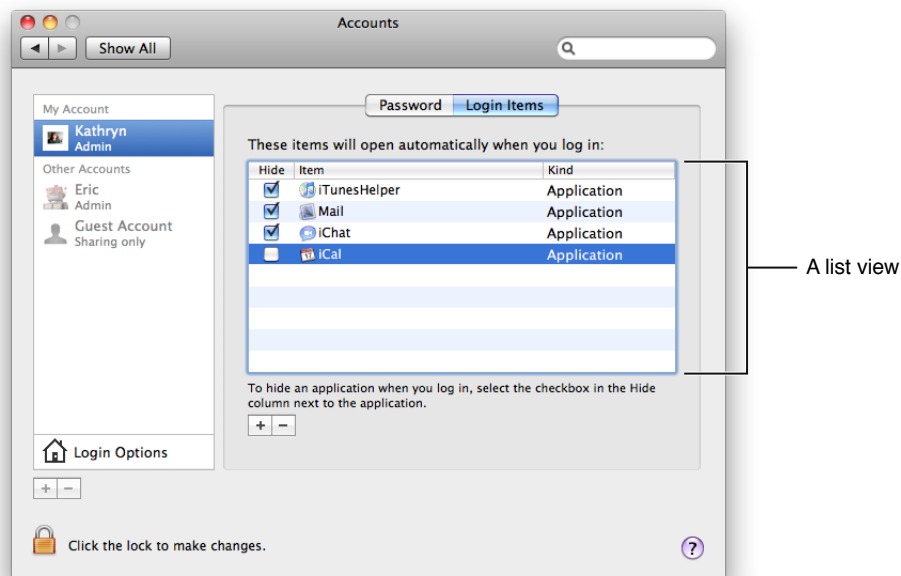 Accounts
Show All
My Account
Kathryn
Admin
Other Accounts
Eric
Admin
Guest Account
Sharing only
Login Options
Password
Login Items
These items will open automatically when you log in:
Hide Item Kind
iTunesHelper Application
Mail Application
iChat Application
iCal Application
To hide an application when you log in, select the checkbox in the Hide
column next to the application.
+ −
+ −
Click the lock to make changes.
?
A list view